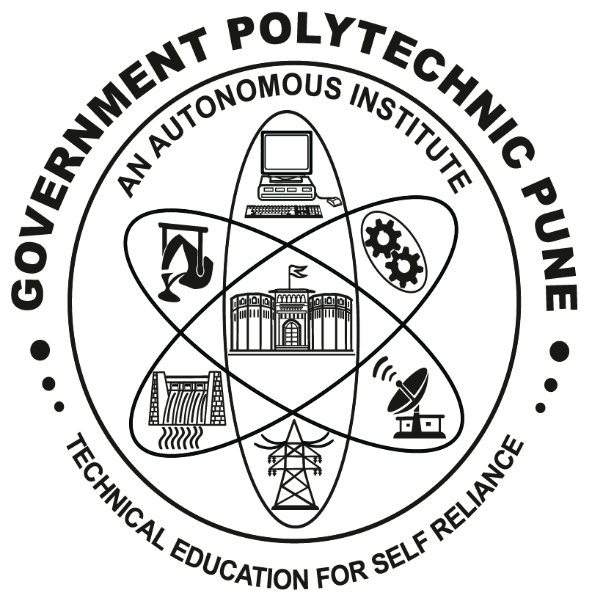 GOVERNMENT POLYTECHNIC PUNE
AN AUTONOMOUS INSTITUTE
TECHNICAL EDUCATION FOR SELF RELIANCE